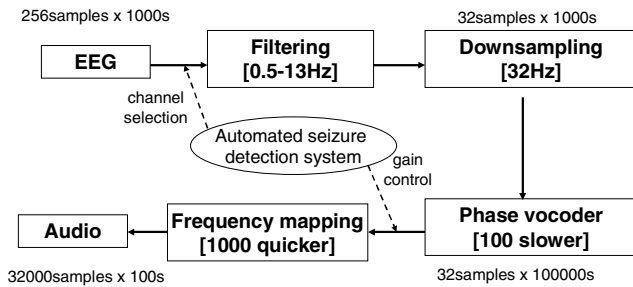 256samples x 1000s
32samples x 1000s
EEG
Filtering
[0.5-13Hz]
Downsampling
[32Hz]
channel
selection
Automated seizure
detection system
gain
control
Audio
Frequency mapping
[1000 quicker]
Phase vocoder
[100 slower]
32000samples x 100s
32samples x 100000s